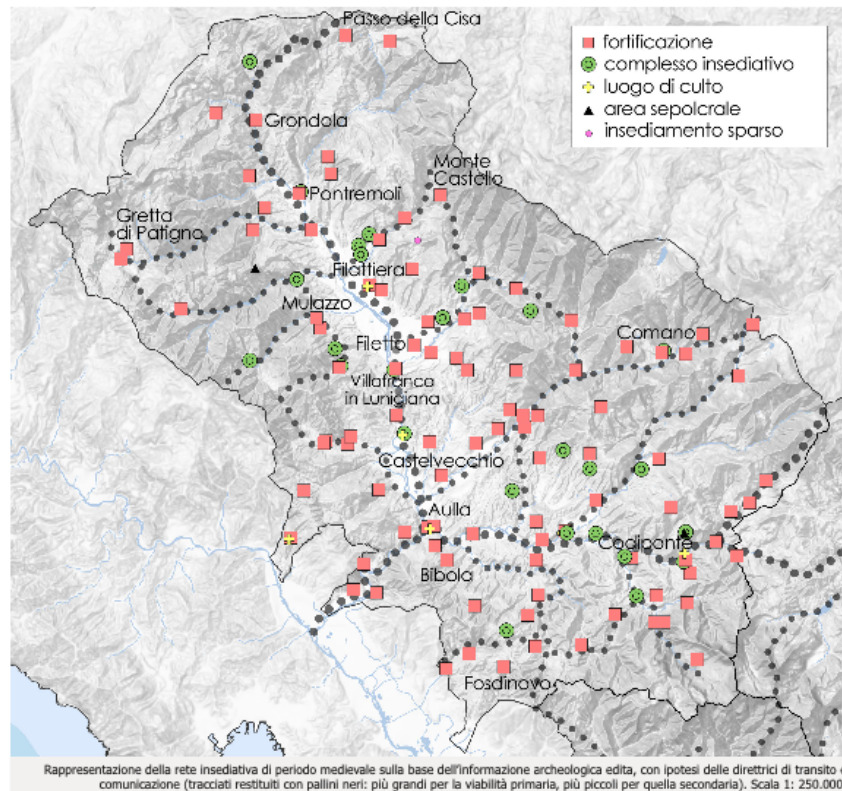 Passo della Cisa
fortificazione
complesso insediativo
luogo di culto
area sepolcrale
insediamento sparso
Grondola
Monte
Castello
Pontremoli
Gretta
di Patigno
Filattiera
Mulazzo
Comano
Filetto
Villafranca
in Lunigiana
Castelvecchio
Aulla
Codiponte
Bibola
Fosdinovo
Rappresentazione della rete insediativa di periodo medievale sulla base dell'informazione archeologica edita, con ipotesi delle direttrici di transito
comunicazione (tracciati restituiti con pallini neri: più grandi per la viabilità primaria, più piccoli per quella secondaria). Scala 1: 250.000